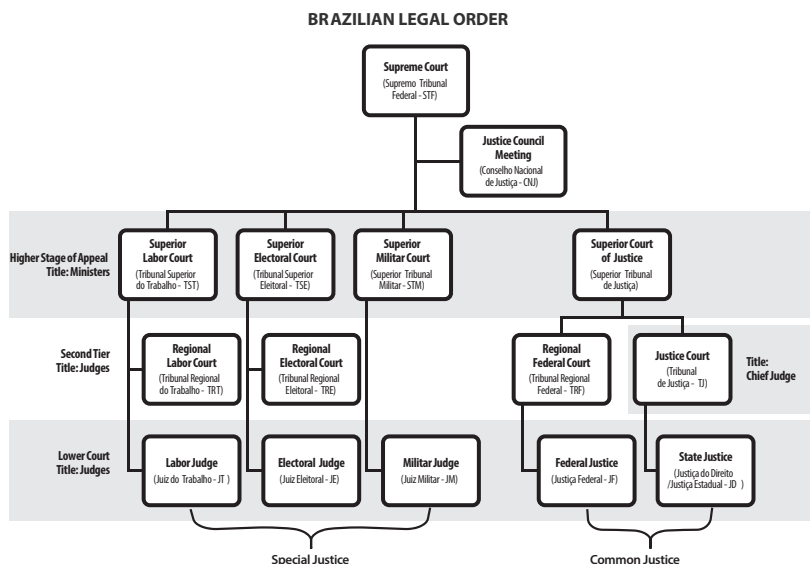 BRAZILIAN LEGAL ORDER
Supreme Court
(Supremo Tribunal
Federal - STF)
Justice Council
Meeting
(Conselho Nacional
de Justiça - CNJ)
Higher Stage of Appeal
Title: Ministers
Superior
Labor Court
(Tribunal Superior
do Trabalho - TST)
Superior
Electoral Court
(Tribunal Superior
Eleitoral - TSE)
Superior
Military Court
(Superior Tribunal
Militar - STM)
Superior Court
of Justice
(Superior Tribunal
de Justiça)
Second Tier
Title: Judges
Regional
Labor Court
(Tribunal Regional
do Trabalho - TRT)
Regional
Electoral Court
(Tribunal Regional
Eleitoral - TRE)
Regional
Federal Court
(Tribunal Regional
Federal - TRF)
Justice Court
(Tribunal
de Justiça - TJ)
Title:
Chief Judge
Lower Court
Title: Judges
Labor Judge
(Juiz do Trabalho - JT )
Electoral Judge
(Juiz Eleitoral - JE)
Militar Judge
(Juiz Militar - JM)
Federal Justice
(Justiça Federal - JF)
State Justice
(Justiça do Direito
/Justiça Estadual - JD )
Special Justice
Common Justice